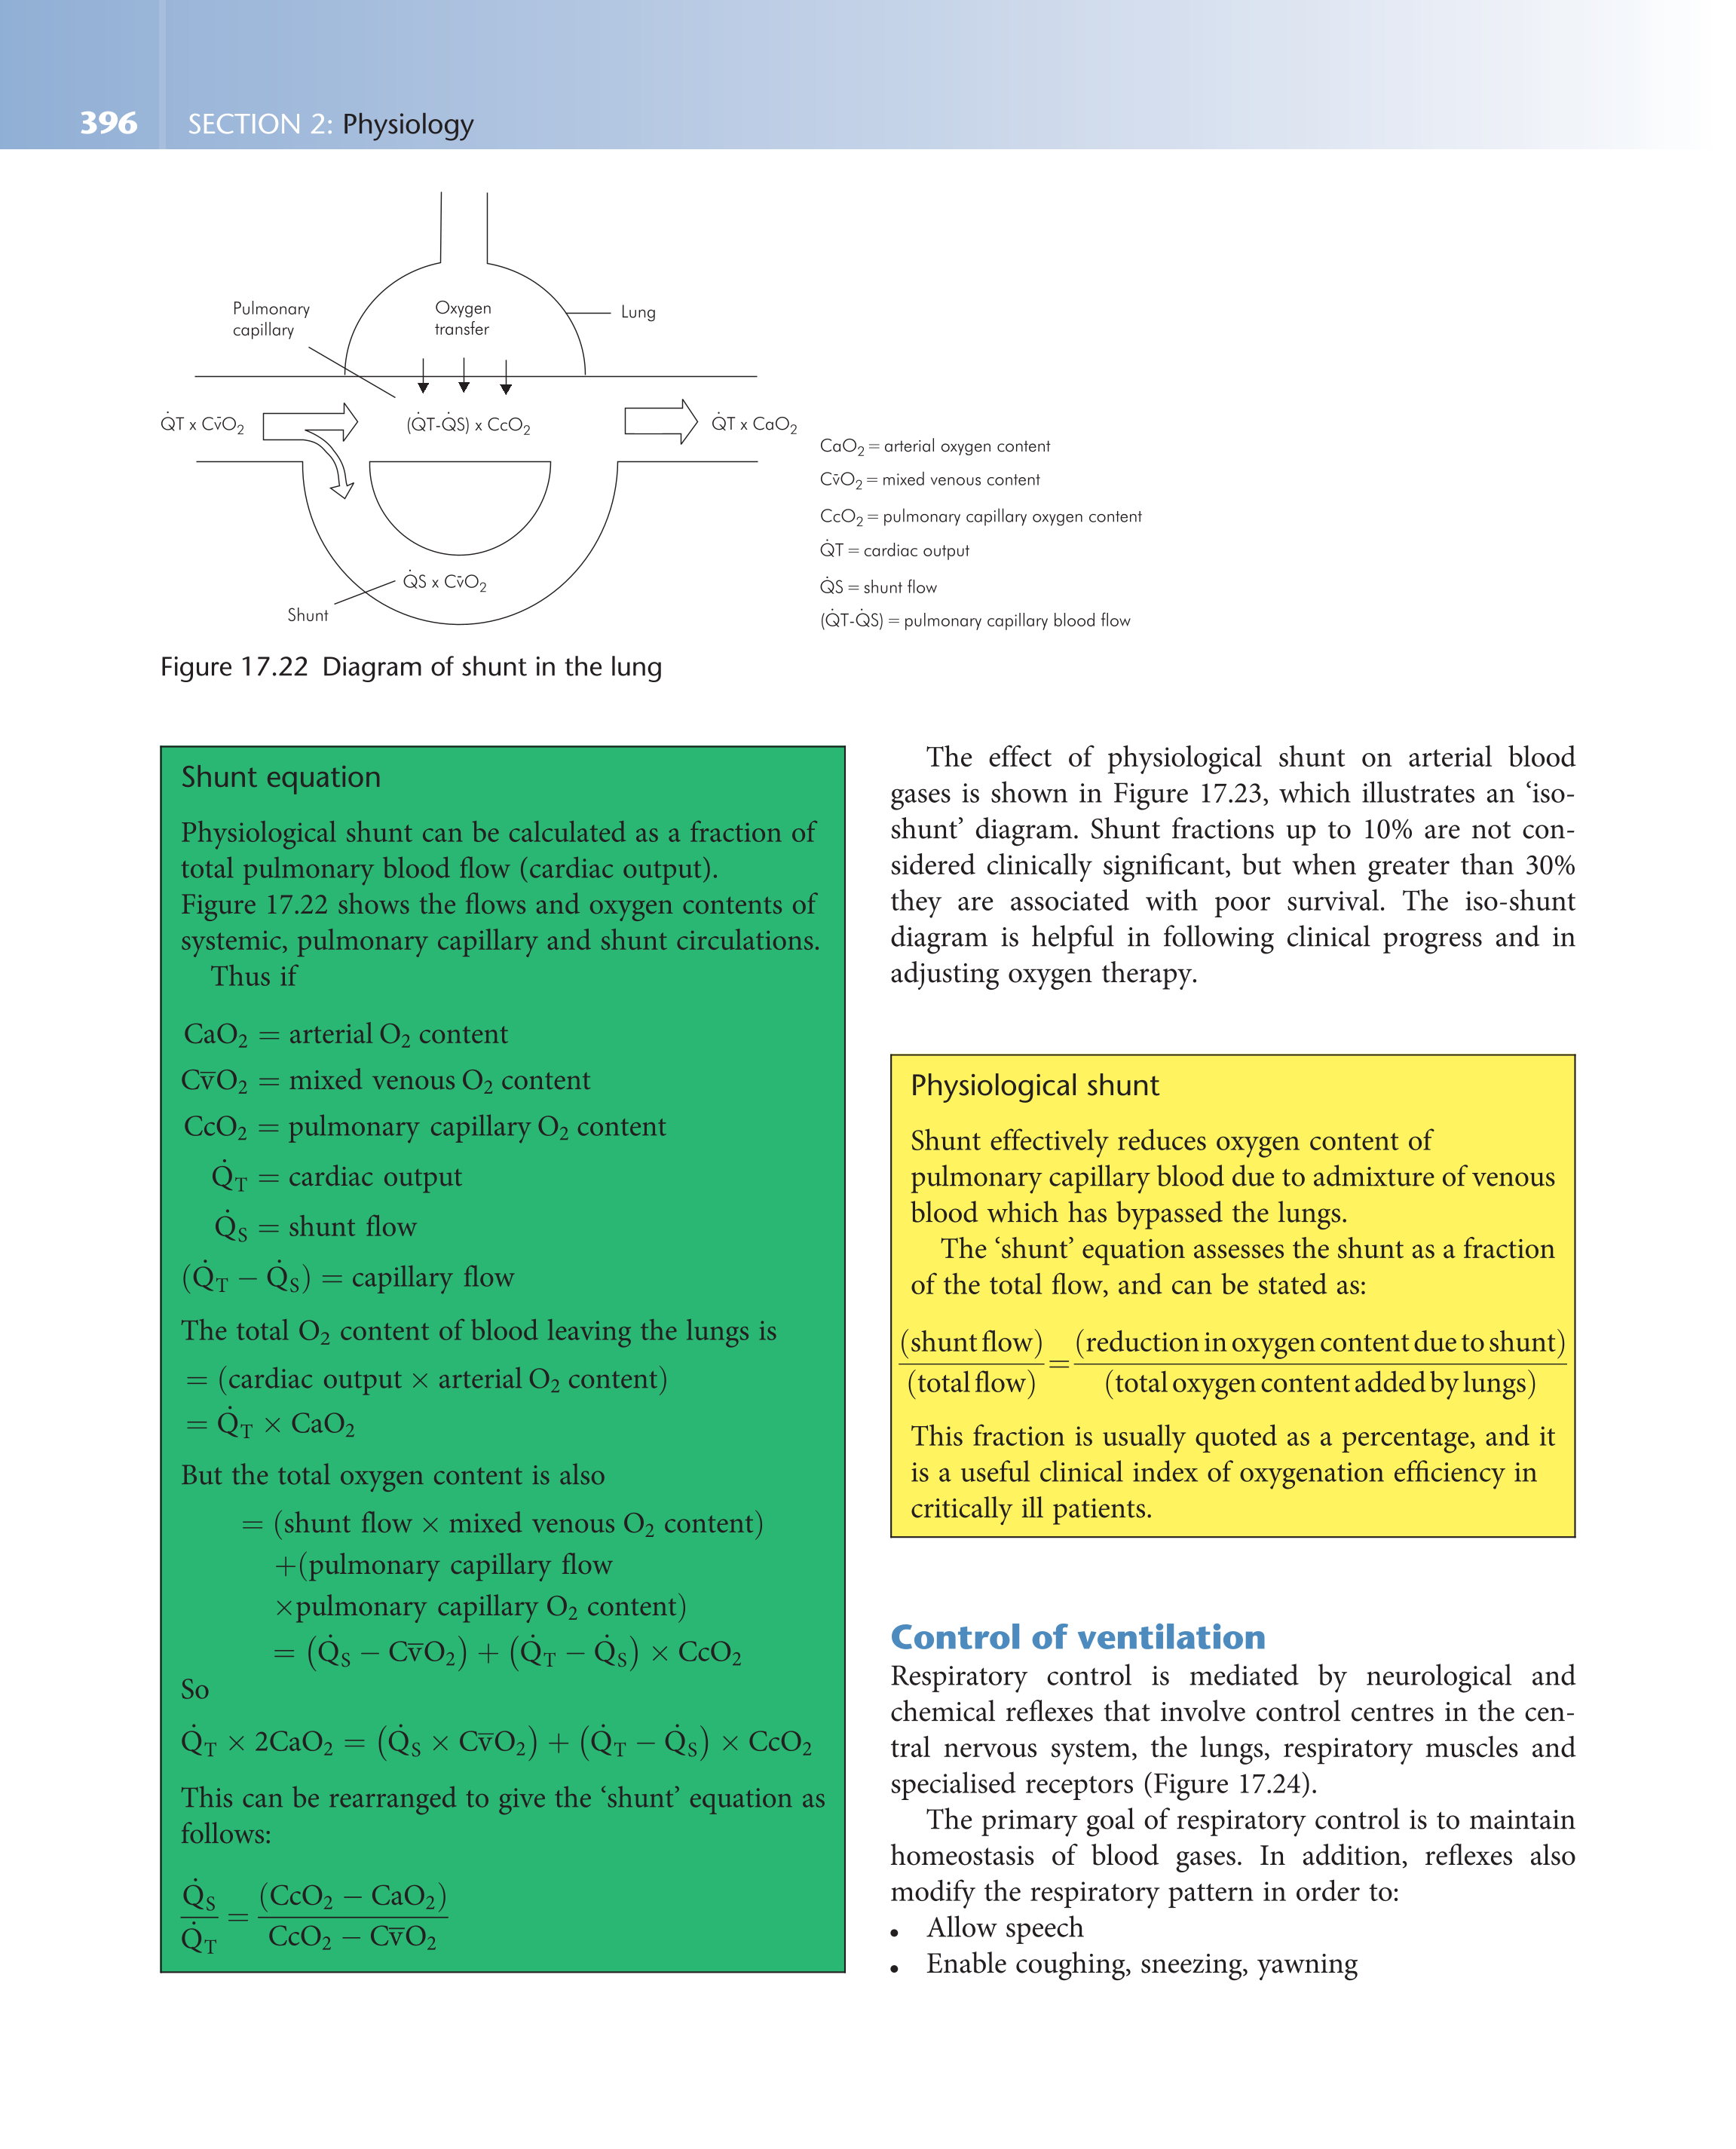 396 SECTION 2: Physiology
Pulmonary
capillary
Oxygen
transfer
Lung
Q̇T x Cv̄O₂
(Q̇T-Q̇S) x CcO₂
Q̇T x CaO₂
Q̇S x Cv̄O₂
Shunt
CaO₂ = arterial oxygen content
Cv̄O₂ = mixed venous content
CcO₂ = pulmonary capillary oxygen content
Q̇T = cardiac output
Q̇S = shunt flow
(Q̇T-Q̇S) = pulmonary capillary blood flow
Figure 17.22 Diagram of shunt in the lung
Shunt equation
Physiological shunt can be calculated as a fraction of
total pulmonary blood flow (cardiac output).
Figure 17.22 shows the flows and oxygen contents of
systemic, pulmonary capillary and shunt circulations.
Thus if
CaO₂ = arterial O₂ content
Cv̄O₂ = mixed venous O₂ content
CcO₂ = pulmonary capillary O₂ content
Q̇T = cardiac output
Q̇S = shunt flow
(Q̇T − Q̇S) = capillary flow
The total O₂ content of blood leaving the lungs is
= (cardiac output × arterial O₂ content)
= Q̇T × CaO₂
But the total oxygen content is also
= (shunt flow × mixed venous O₂ content)
+(pulmonary capillary flow
×pulmonary capillary O₂ content)
= (Q̇S − Cv̄O₂) + (Q̇T − Q̇S) × CcO₂
So
Q̇T × 2CaO₂ = (Q̇S × Cv̄O₂) + (Q̇T − Q̇S) × CcO₂
This can be rearranged to give the ‘shunt’ equation as
follows:
Q̇S / Q̇T = (CcO₂ − CaO₂) / CcO₂ − Cv̄O₂
The effect of physiological shunt on arterial blood
gases is shown in Figure 17.23, which illustrates an ‘iso-
shunt’ diagram. Shunt fractions up to 10% are not con-
sidered clinically significant, but when greater than 30%
they are associated with poor survival. The iso-shunt
diagram is helpful in following clinical progress and in
adjusting oxygen therapy.
Physiological shunt
Shunt effectively reduces oxygen content of
pulmonary capillary blood due to admixture of venous
blood which has bypassed the lungs.
The ‘shunt’ equation assesses the shunt as a fraction
of the total flow, and can be stated as:
(shunt flow) / (total flow) = (reduction in oxygen content due to shunt) / (total oxygen content added by lungs)
This fraction is usually quoted as a percentage, and it
is a useful clinical index of oxygenation efficiency in
critically ill patients.
Control of ventilation
Respiratory control is mediated by neurological and
chemical reflexes that involve control centres in the cen-
tral nervous system, the lungs, respiratory muscles and
specialised receptors (Figure 17.24).
The primary goal of respiratory control is to maintain
homeostasis of blood gases. In addition, reflexes also
modify the respiratory pattern in order to:
• Allow speech
• Enable coughing, sneezing, yawning